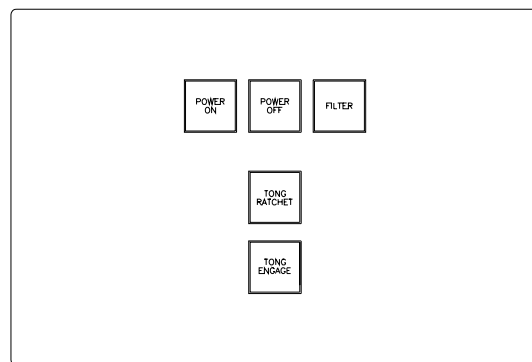 POWER
ON
POWER
OFF
FILTER
TONG
RATCHET
TONG
ENGAGE